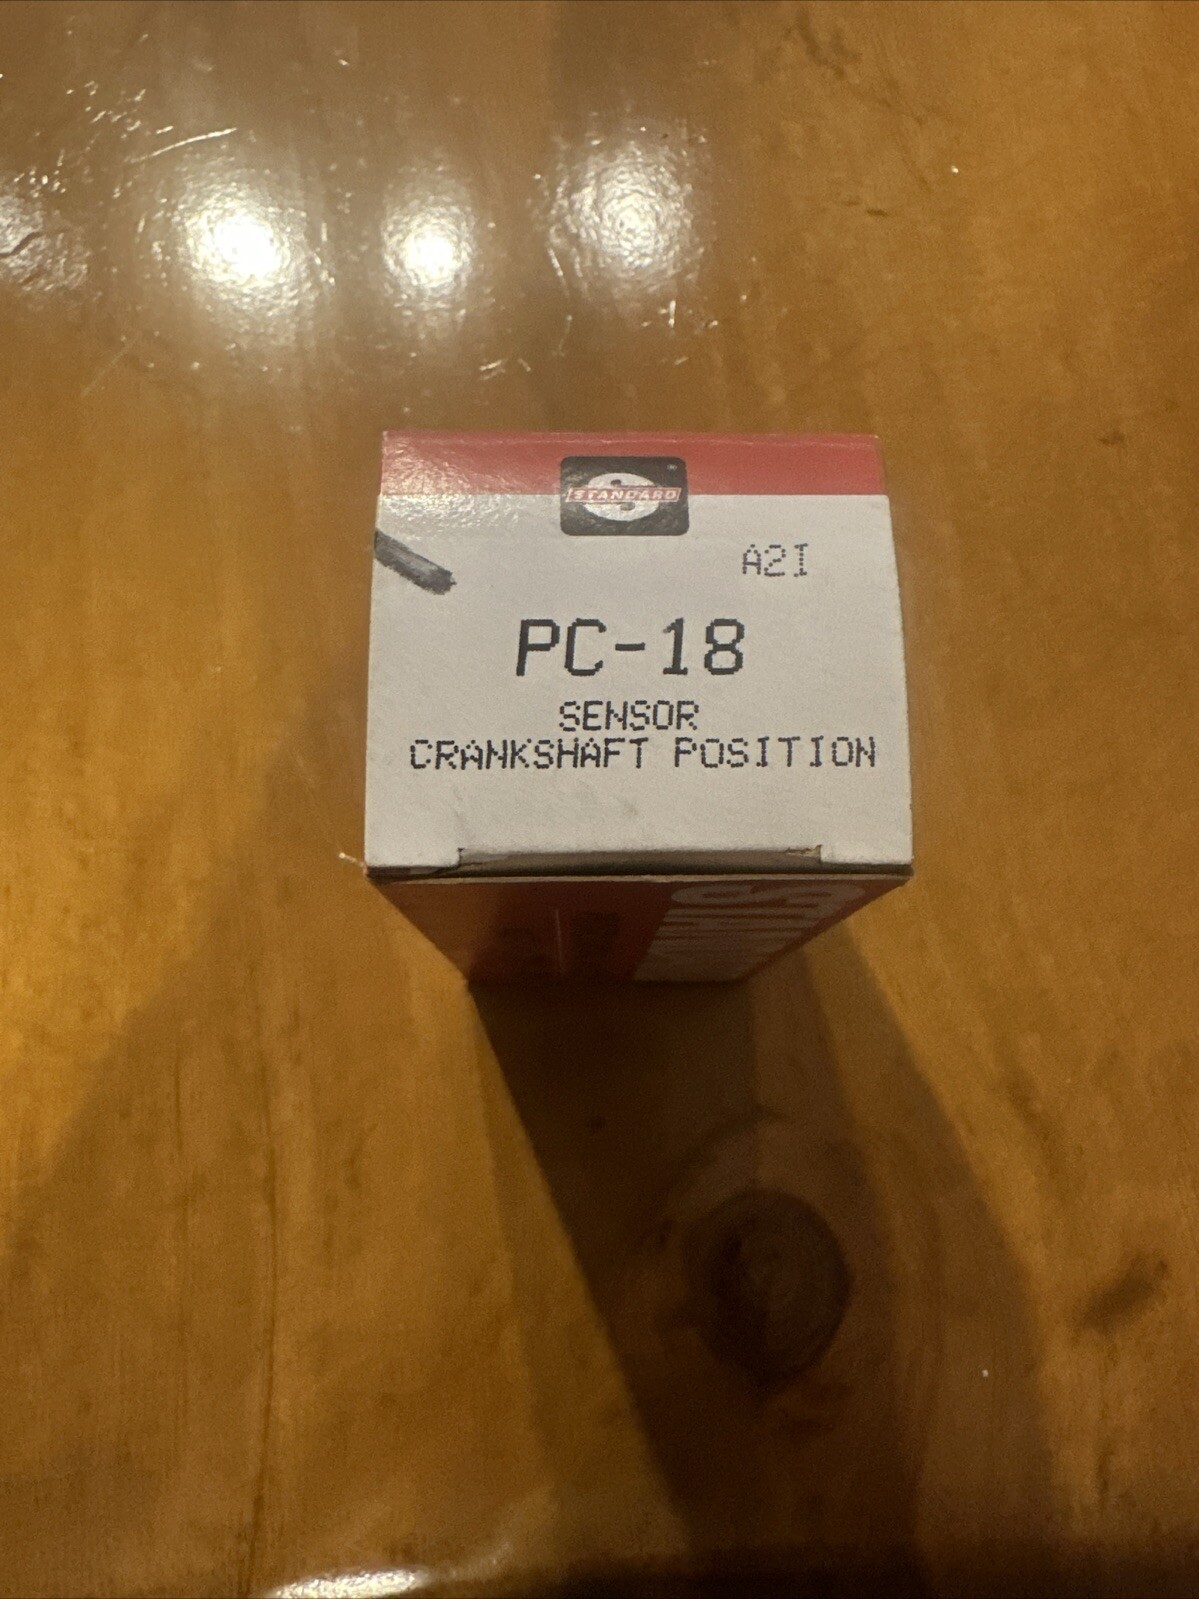 STANDARD
A2I
PC-18
SENSOR
CRANKSHAFT POSITION